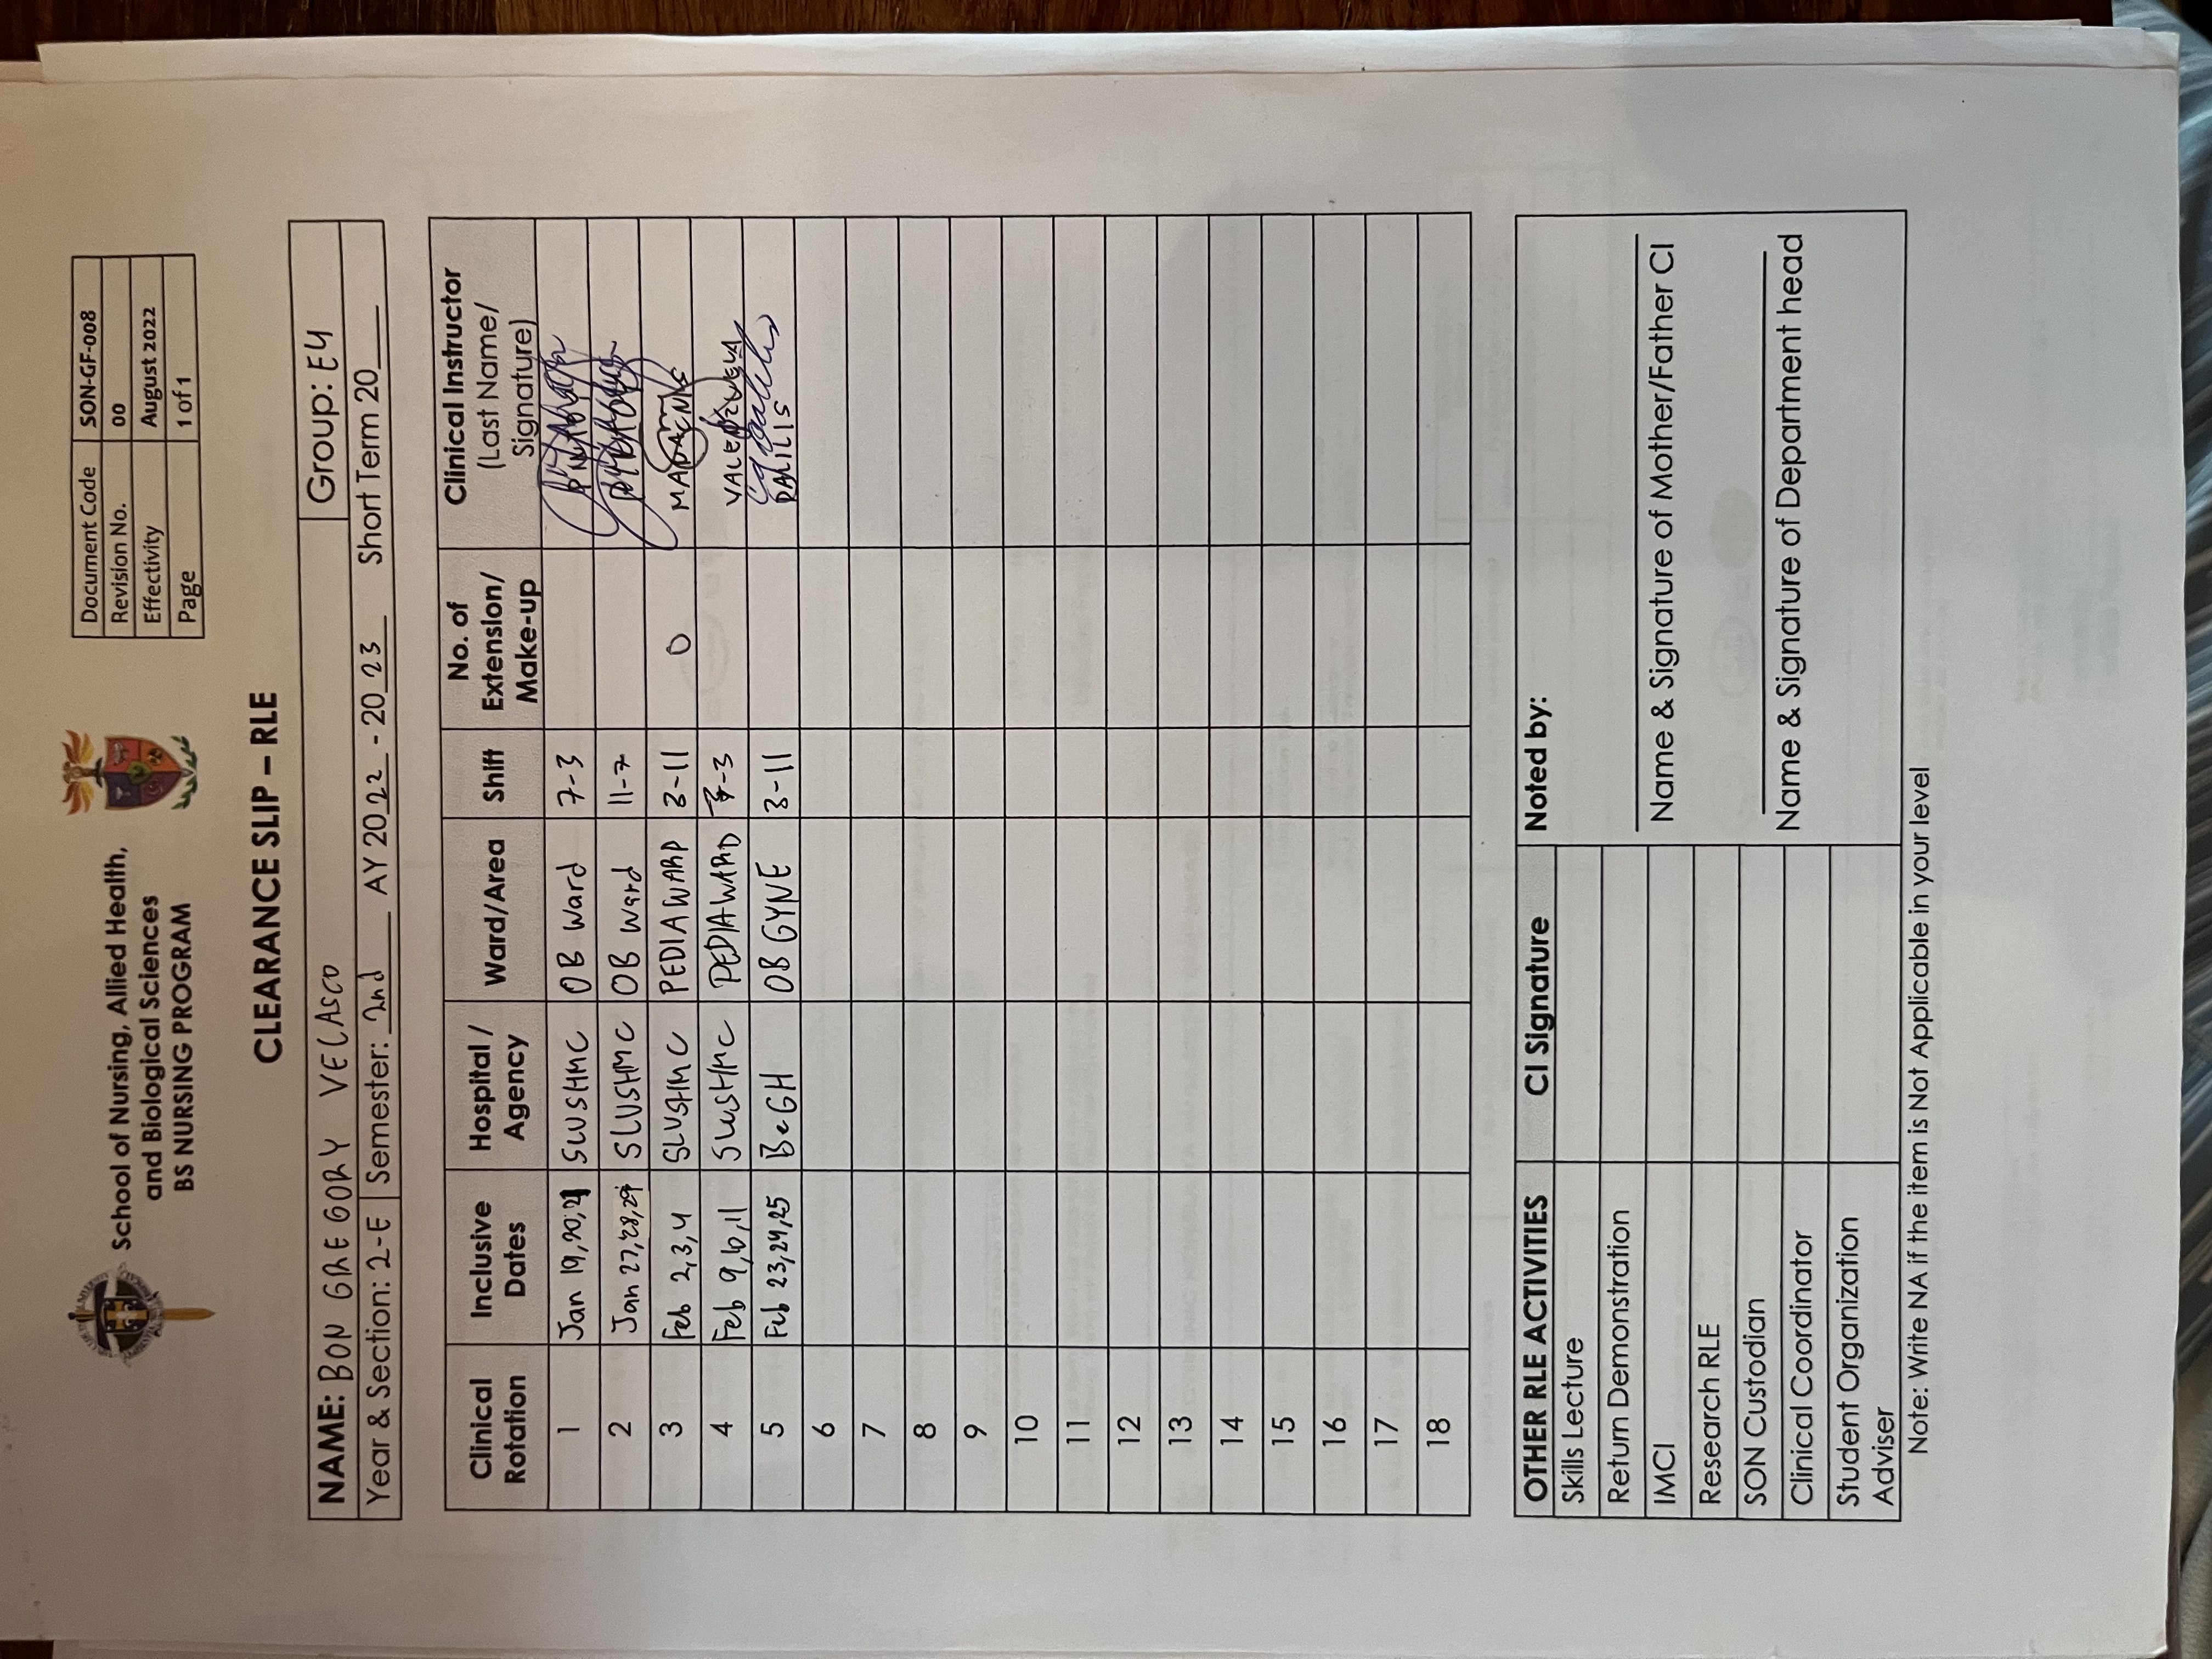 School of Nursing, Allied Health,
and Biological Sciences
BS NURSING PROGRAM
Document Code SON-GF-008
Revision No. 00
Effectivity August 2022
Page 1 of 1
CLEARANCE SLIP – RLE
NAME: BON GREGORY VELASCO Group: E4
Year & Section: 2-E Semester: 2nd AY 2022 - 2023 Short Term 20____
Clinical Rotation Inclusive Dates Hospital / Agency Ward/Area Shift No. of Extension/ Make-up Clinical Instructor (Last Name/ Signature)
1 Jan 19,20,21 SLUSHMC OB Ward 7-3
2 Jan 27,28,29 SLUSHMC OB Ward 11-7
3 Feb 2,3,4 SLUSHMC PEDIA WARD 3-11 0
4 Feb 9,10,11 SLUSHMC PEDIA WARD 7-3 VALENZUELA
5 Feb 23,24,25 BeGH OB GYNE 3-11 DALILIS
6
7
8
9
10
11
12
13
14
15
16
17
18
OTHER RLE ACTIVITIES CI Signature Noted by:
Skills Lecture
Return Demonstration
IMCI
Name & Signature of Mother/Father CI
Research RLE
SON Custodian
Clinical Coordinator
Name & Signature of Department head
Student Organization
Adviser
Note: Write NA if the item is Not Applicable in your level